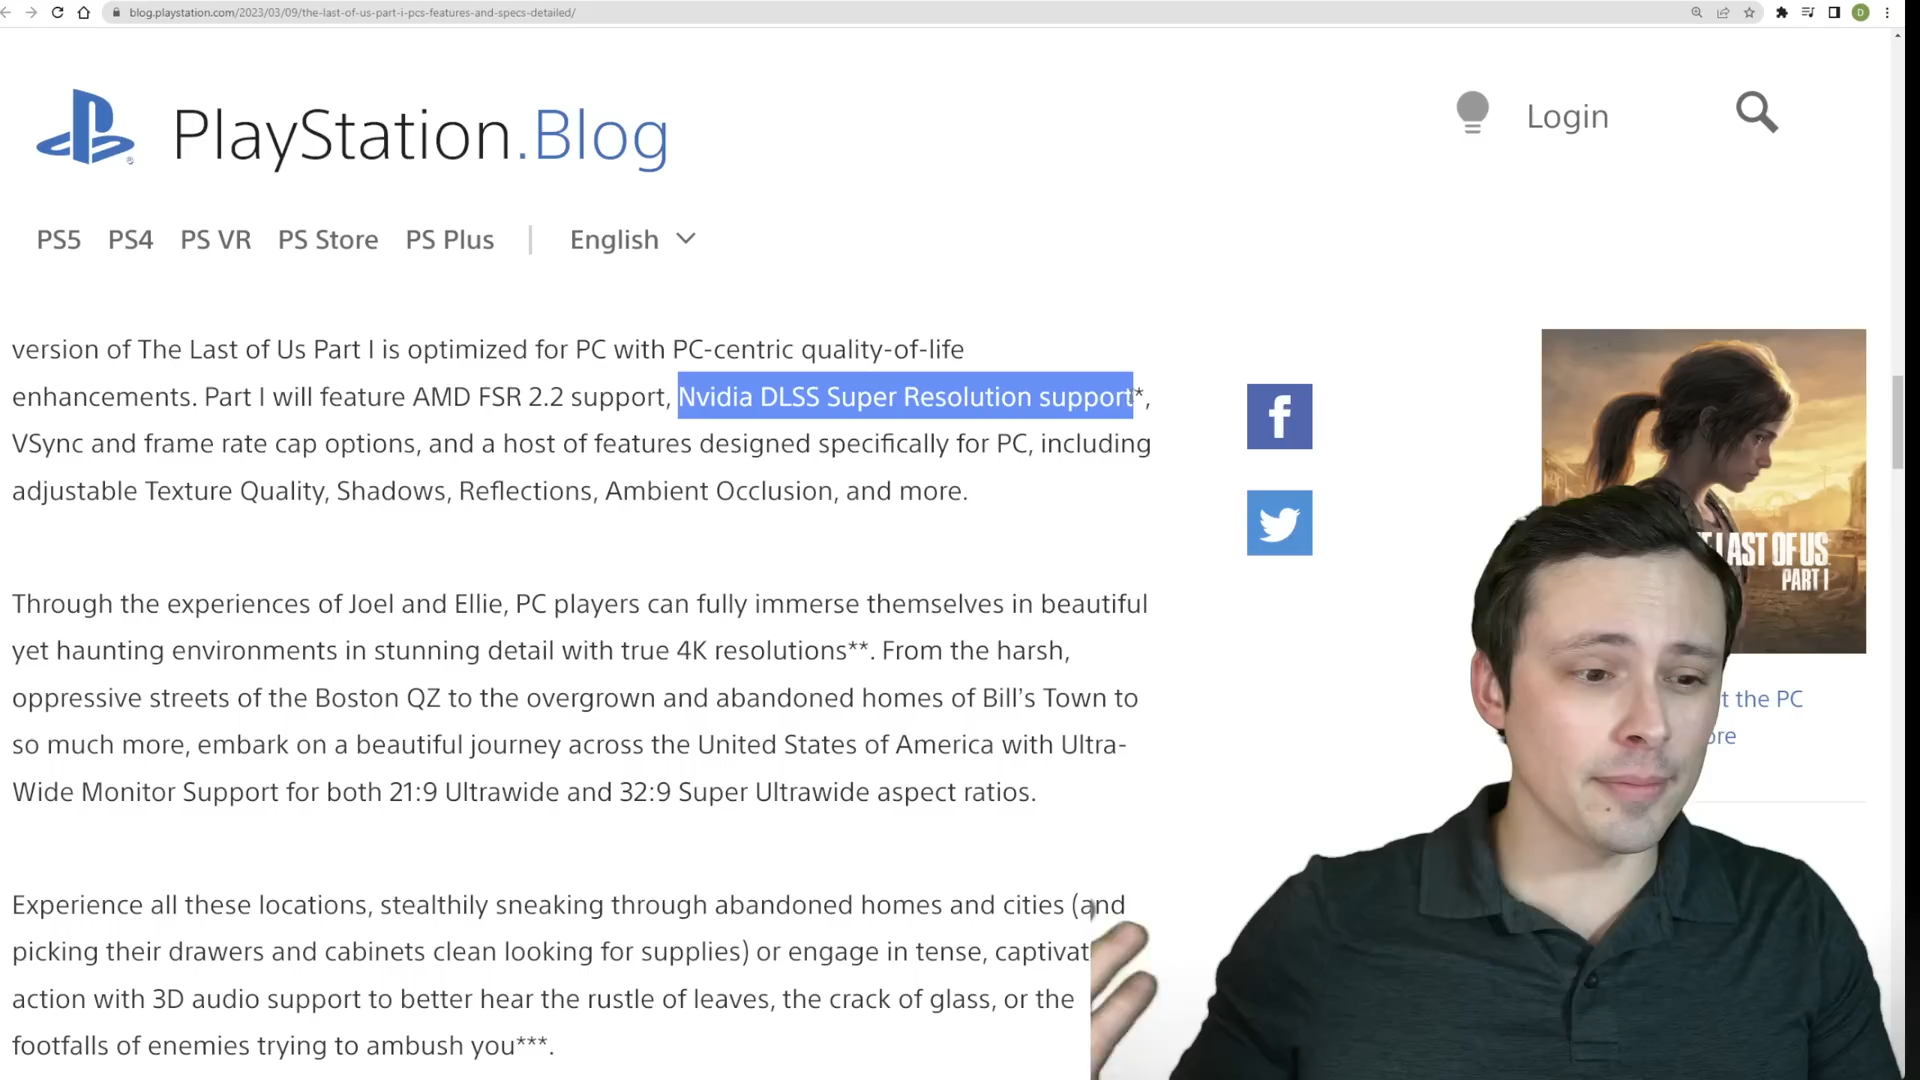 blog.playstation.com/2023/03/09/the-last-of-us-part-i-pcs-features-and-specs-detailed/
D
PlayStation.Blog
Login
PS5 PS4 PS VR PS Store PS Plus | English
version of The Last of Us Part I is optimized for PC with PC-centric quality-of-life
enhancements. Part I will feature AMD FSR 2.2 support, Nvidia DLSS Super Resolution support*,
VSync and frame rate cap options, and a host of features designed specifically for PC, including
adjustable Texture Quality, Shadows, Reflections, Ambient Occlusion, and more.
Through the experiences of Joel and Ellie, PC players can fully immerse themselves in beautiful
yet haunting environments in stunning detail with true 4K resolutions**. From the harsh,
oppressive streets of the Boston QZ to the overgrown and abandoned homes of Bill’s Town to
so much more, embark on a beautiful journey across the United States of America with Ultra-
Wide Monitor Support for both 21:9 Ultrawide and 32:9 Super Ultrawide aspect ratios.
Experience all these locations, stealthily sneaking through abandoned homes and cities (and
picking their drawers and cabinets clean looking for supplies) or engage in tense, captivat
action with 3D audio support to better hear the rustle of leaves, the crack of glass, or the
footfalls of enemies trying to ambush you***.
LAST OF US
PART I
t the PC
ore